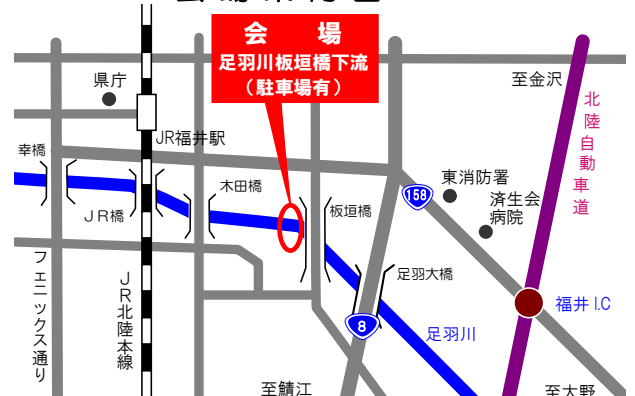 会　場
足羽川板垣橋下流
（駐車場有）
至金沢
県庁
北陸自動車道
JR福井駅
幸橋
東消防署
木田橋
158
済生会
病院
板垣橋
ＪＲ橋
フェニックス通り
足羽大橋
JR北陸本線
福井I.C
8
足羽川
至鯖江
至大野